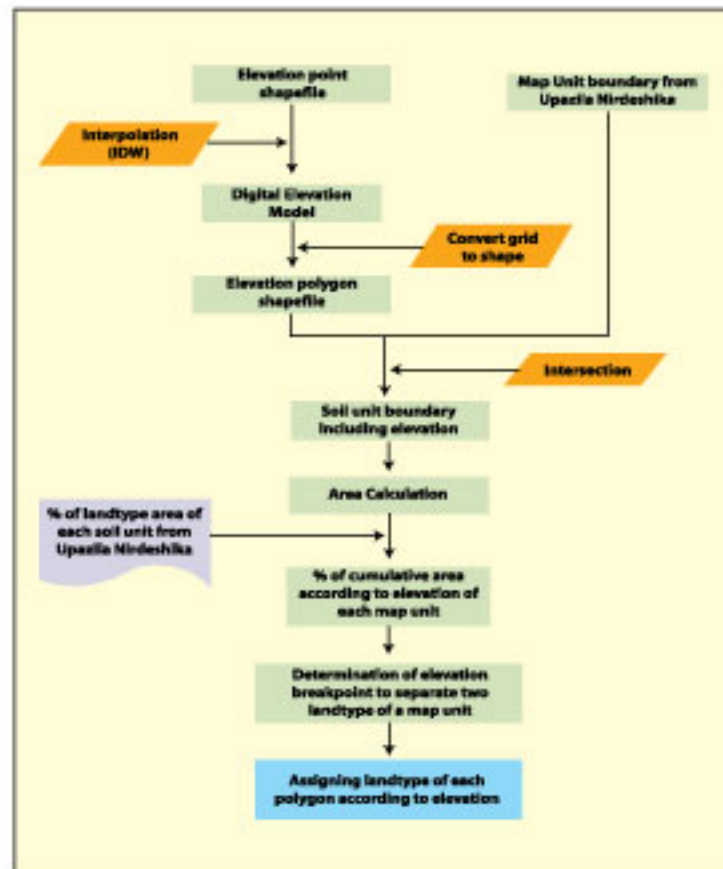 Elevation point
shapefile
Map Unit boundary from
Upazila Nirdeshika
Interpolation
(IDW)
Digital Elevation
Model
Convert grid
to shape
Elevation polygon
shapefile
Intersection
Soil unit boundary
including elevation
Area Calculation
% of landtype area of
each soil unit from
Upazila Nirdeshika
% of cumulative area
according to elevation of
each map unit
Determination of elevation
breakpoint to separate two
landtype of a map unit
Assigning landtype of each
polygon according to elevation